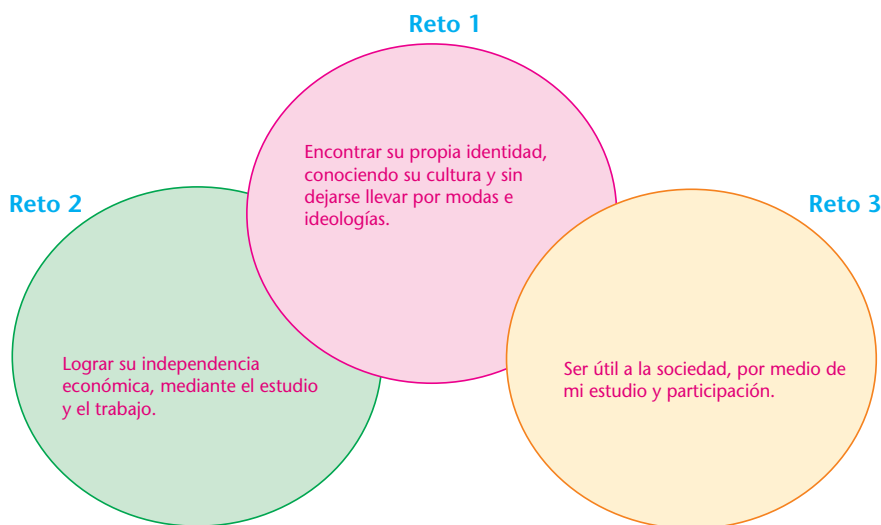 Reto 1
Encontrar su propia identidad,
conociendo su cultura y sin
dejarse llevar por modas e
ideologías.
Reto 2
Lograr su independencia
económica, mediante el estudio
y el trabajo.
Reto 3
Ser útil a la sociedad, por medio de
mi estudio y participación.